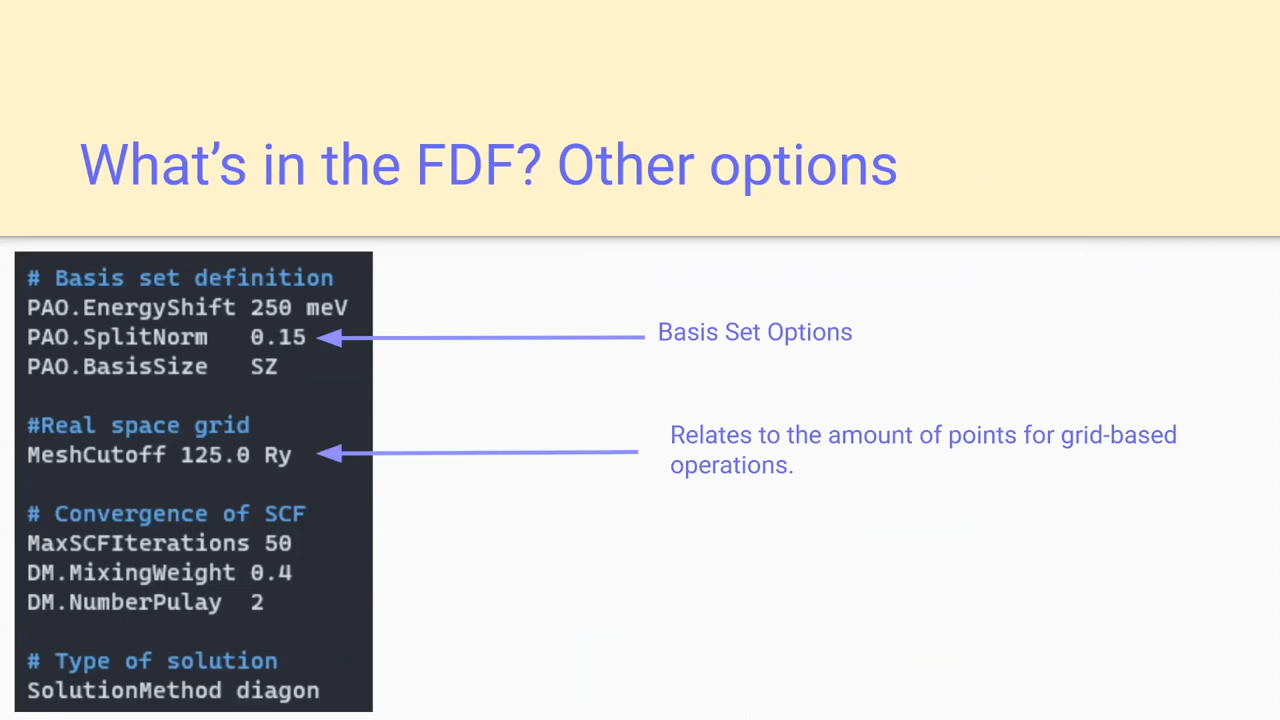 What's in the FDF? Other options
# Basis set definition
PAO.EnergyShift 250 meV
PAO.SplitNorm 0.15
PAO.BasisSize SZ
Basis Set Options
#Real space grid
MeshCutoff 125.0 Ry
Relates to the amount of points for grid-based
operations.
# Convergence of SCF
MaxSCFIterations 50
DM.MixingWeight 0.4
DM.NumberPulay 2
# Type of solution
SolutionMethod diagon